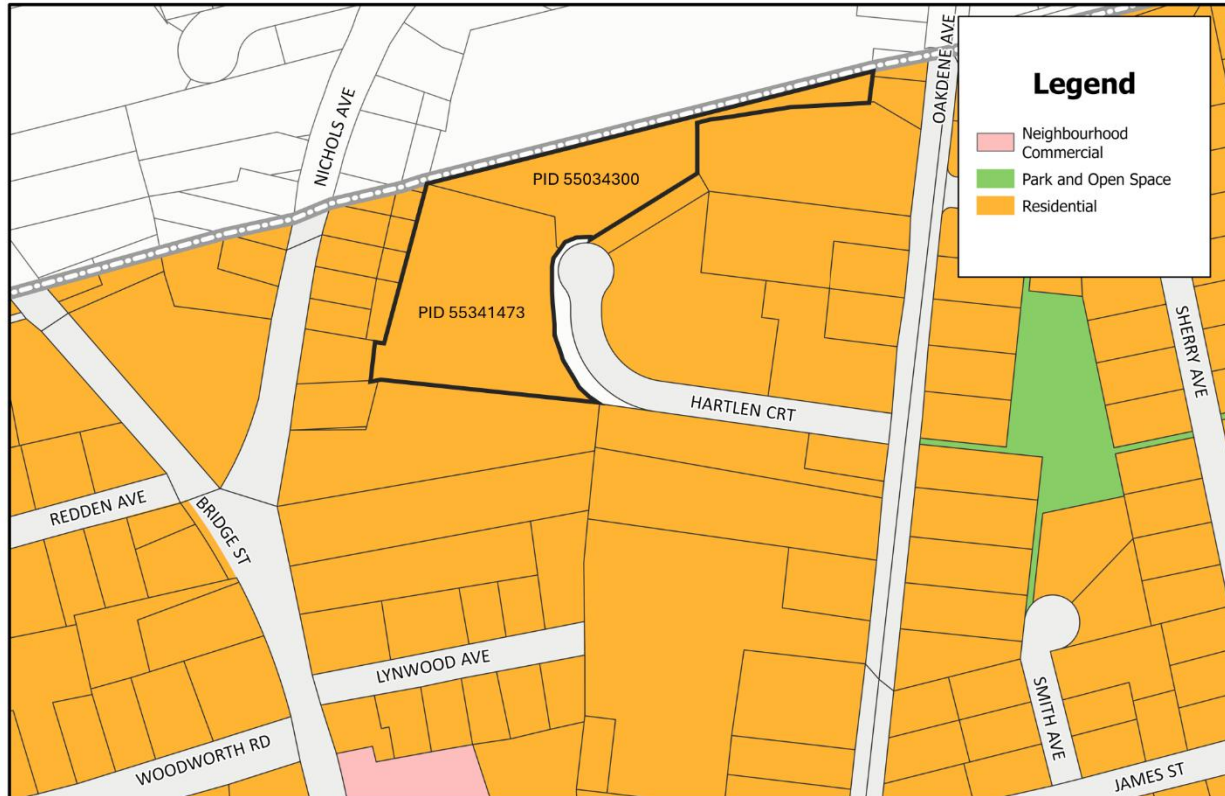 OAKDENE AVE
Legend
Neighbourhood
Commercial
Park and Open Space
Residential
NICHOLS AVE
PID 55034300
PID 55341473
SHERRY AVE
HARTLEN CRT
REDDEN AVE
BRIDGE ST
LYNWOOD AVE
SMITH AVE
WOODWORTH RD
JAMES ST